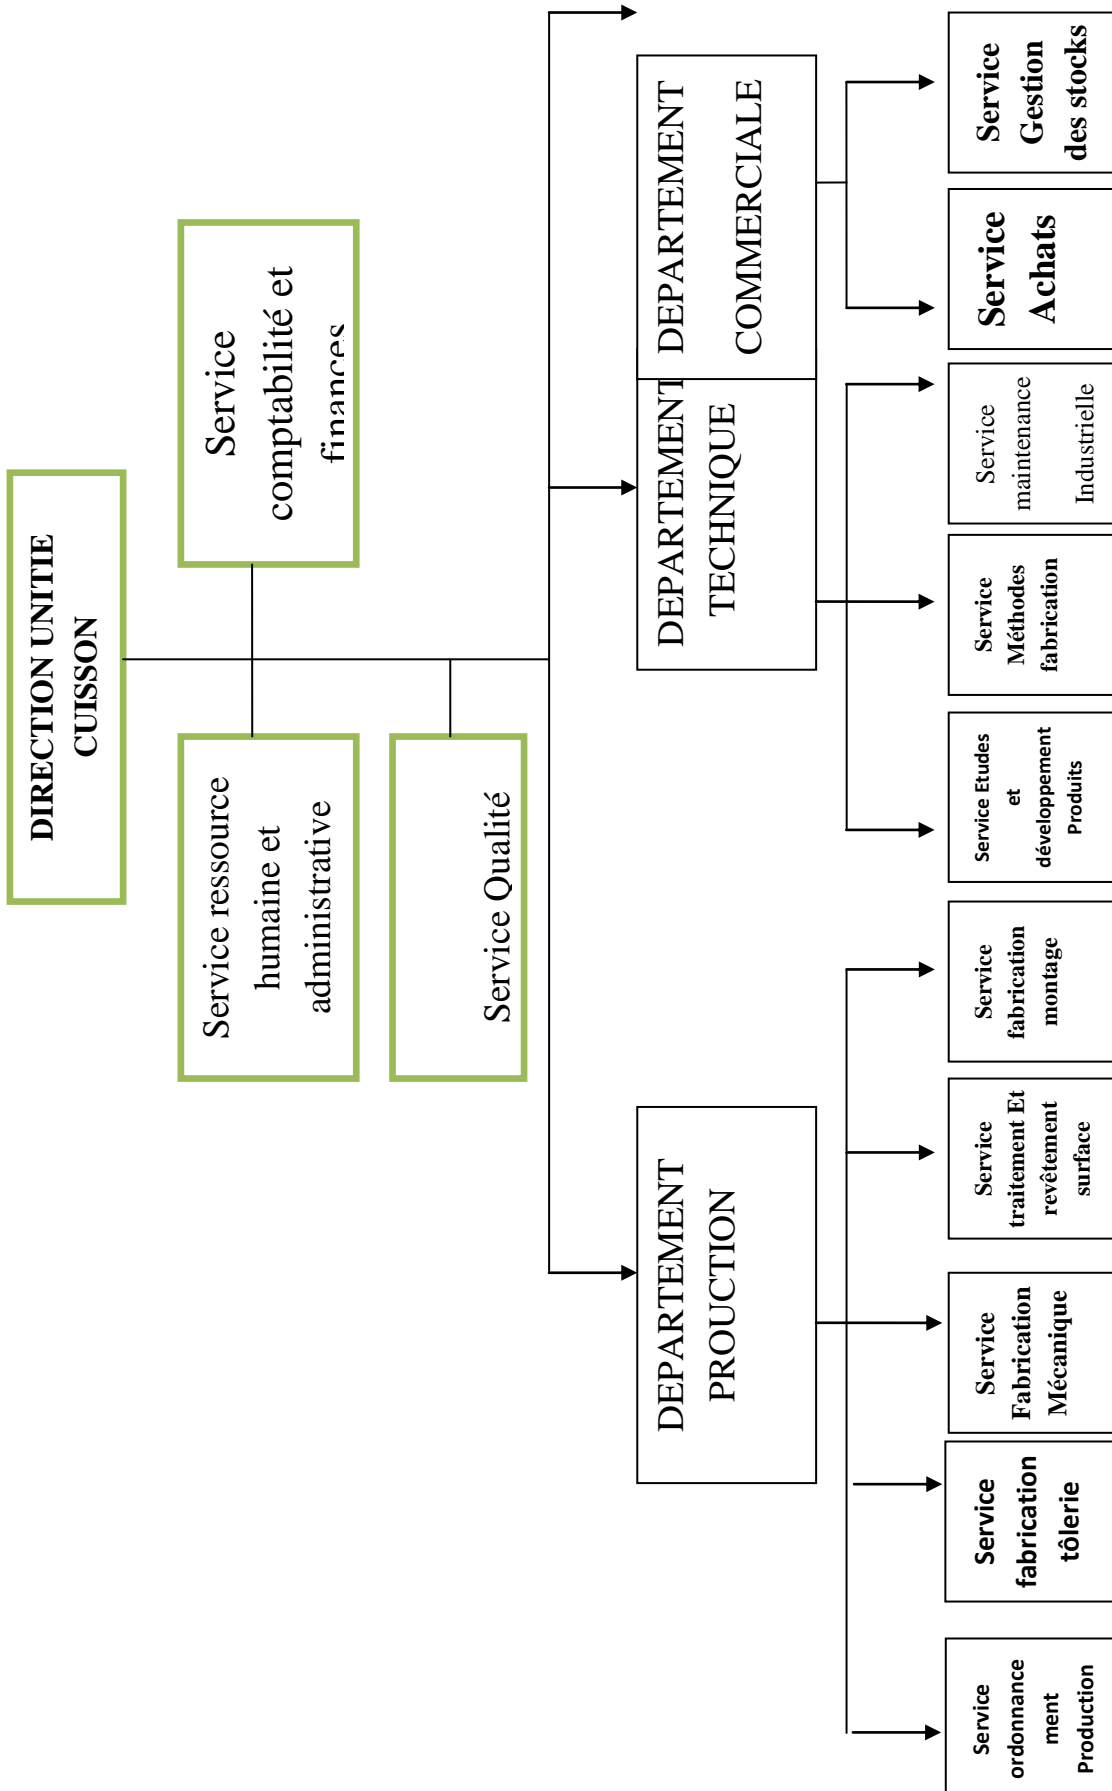 DIRECTION UNITIE
CUISSON
Service ressource
humaine et
administrative
Service
comptabilité et
finances
Service Qualité
DEPARTEMENT
PROUCTION
DEPARTEMENT
TECHNIQUE
DEPARTEMENT
COMMERCIALE
Service
ordonnance
ment
Production
Service
fabrication
tôlerie
Service
Fabrication
Mécanique
Service
traitement Et
revêtement
surface
Service
fabrication
montage
Service Etudes
et
développement
Produits
Service
Méthodes
fabrication
Service
maintenance
Industrielle
Service
Achats
Service
Gestion
des stocks